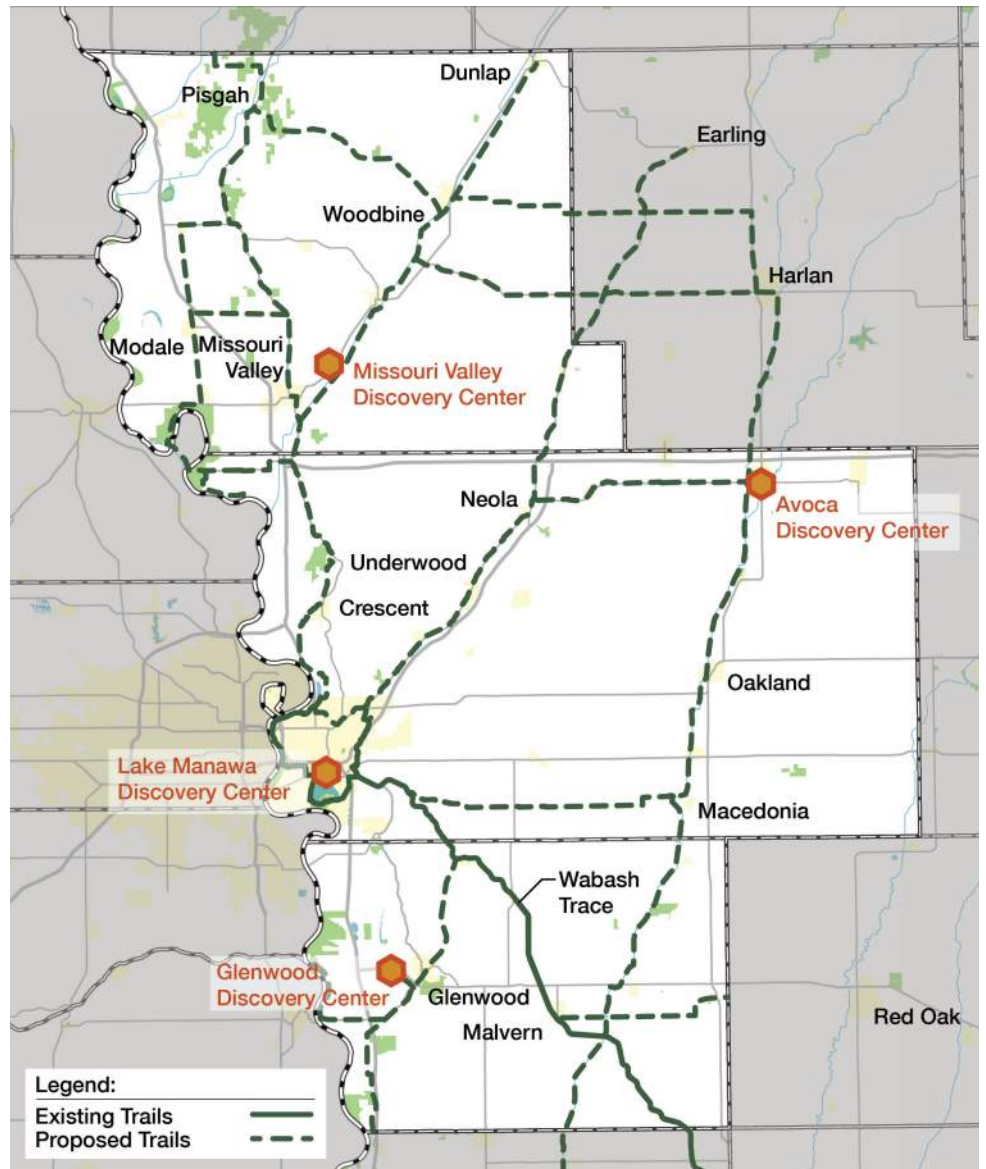 Dunlap
Pisgah
Earling
Woodbine
Harlan
Modale
Missouri
Valley
Missouri Valley
Discovery Center
Neola
Avoca
Discovery Center
Underwood
Crescent
Oakland
Lake Manawa
Discovery Center
Macedonia
Wabash
Trace
Glenwood
Discovery Center
Glenwood
Malvern
Red Oak
Legend:
Existing Trails
Proposed Trails